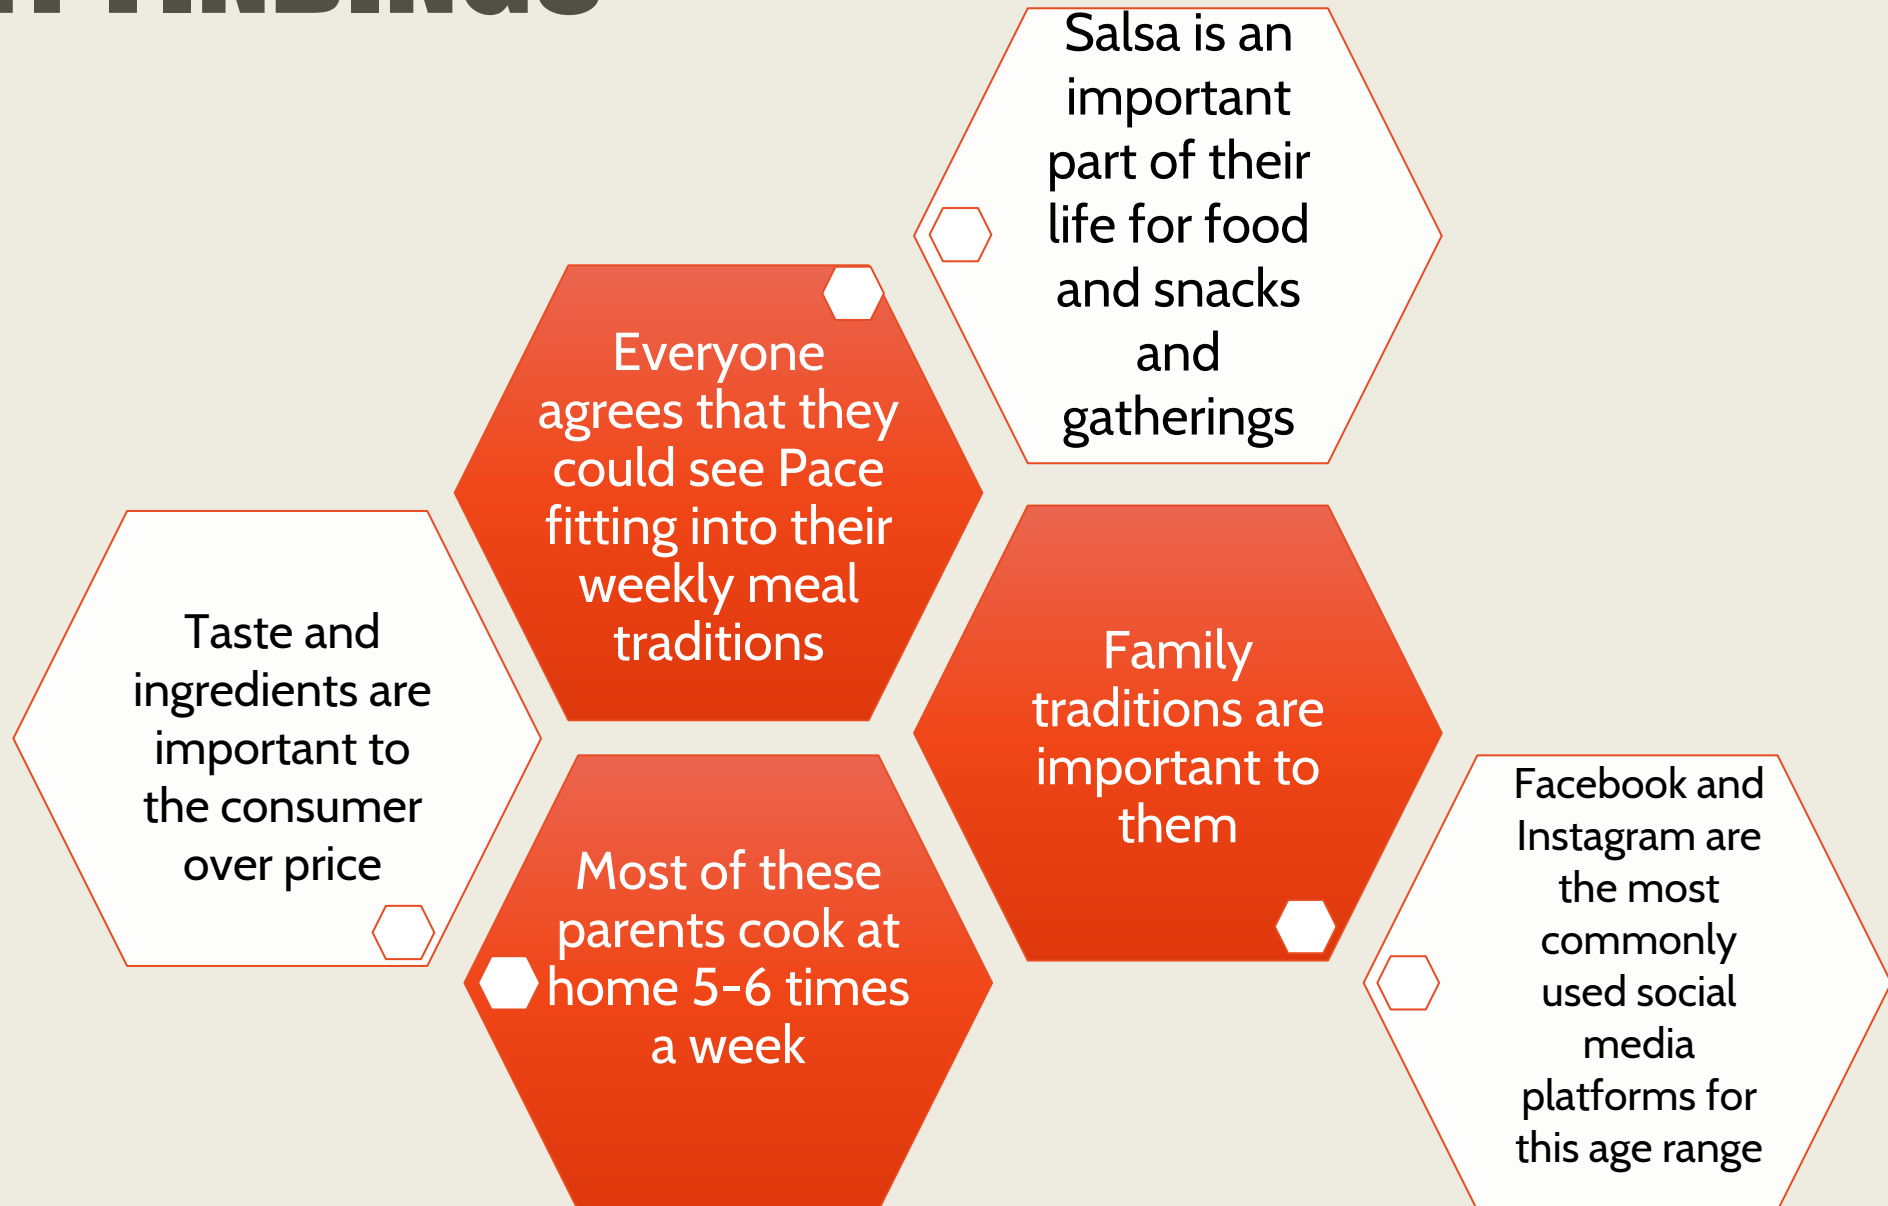 FINDINGS
Salsa is an
important
part of their
life for food
and snacks
and
gatherings
Everyone
agrees that they
could see Pace
fitting into their
weekly meal
traditions
Taste and
ingredients are
important to
the consumer
over price
Family
traditions are
important to
them
Most of these
parents cook at
home 5-6 times
a week
Facebook and
Instagram are
the most
commonly
used social
media
platforms for
this age range